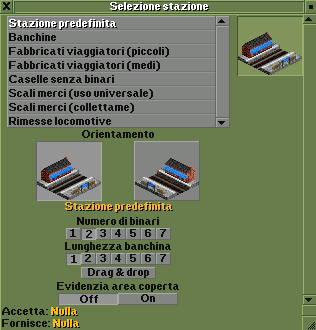 X Selezione stazione
Stazione predefinita
Banchine
Fabbricati viaggiatori (piccoli)
Fabbricati viaggiatori (medi)
Caselle senza binari
Scali merci (uso universale)
Scali merci (collettame)
Rimesse locomotive
Orientamento
Stazione predefinita
Numero di binari
1 2 3 4 5 6 7
Lunghezza banchina
1 2 3 4 5 6 7
Drag & drop
Evidenzia area coperta
Off On
Accetta: Nulla
Fornisce: Nulla